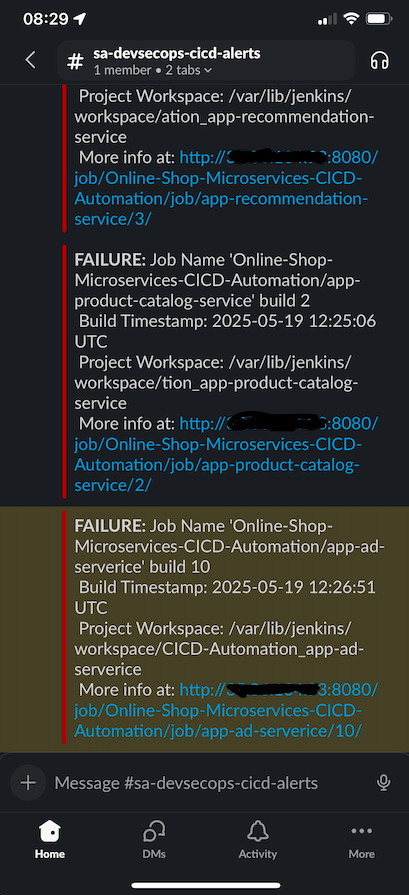 08:29
# sa-devsecops-cicd-alerts
1 member • 2 tabs
Project Workspace: /var/lib/jenkins/
workspace/ation_app-recommendation-
service
More info at: http:// :8080/
job/Online-Shop-Microservices-CICD-
Automation/job/app-recommendation-
service/3/
FAILURE: Job Name 'Online-Shop-
Microservices-CICD-Automation/app-
product-catalog-service' build 2
Build Timestamp: 2025-05-19 12:25:06
UTC
Project Workspace: /var/lib/jenkins/
workspace/tion_app-product-catalog-
service
More info at: http:// :8080/
job/Online-Shop-Microservices-CICD-
Automation/job/app-product-catalog-
service/2/
FAILURE: Job Name 'Online-Shop-
Microservices-CICD-Automation/app-ad-
serverice' build 10
Build Timestamp: 2025-05-19 12:26:51
UTC
Project Workspace: /var/lib/jenkins/
workspace/CICD-Automation_app-ad-
serverice
More info at: http:// :8080/
job/Online-Shop-Microservices-CICD-
Automation/job/app-ad-serverice/10/
Message #sa-devsecops-cicd-alerts
Home
DMs
Activity
More